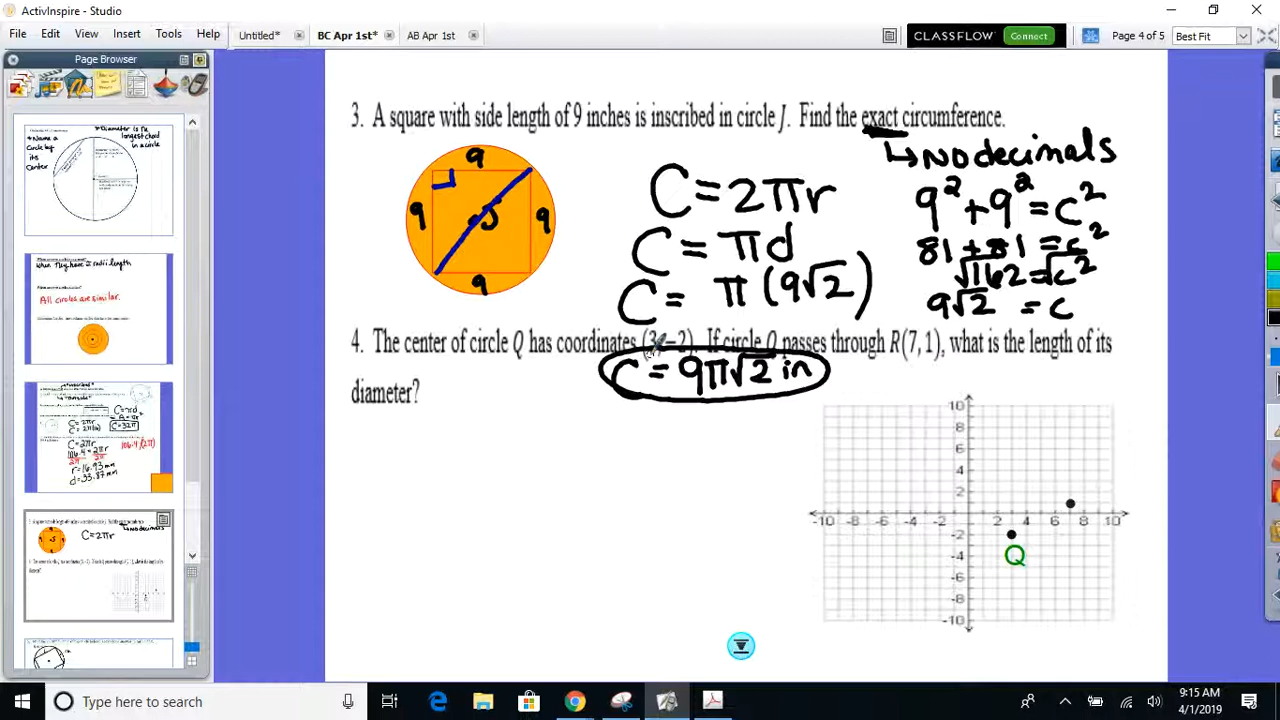 ActivInspire - Studio
File Edit View Insert Tools Help
Untitled* BC Apr 1st* AB Apr 1st
CLASSFLOW Connect Page 4 of 5 Best Fit
Page Browser
3. A square with side length of 9 inches is inscribed in circle J. Find the exact circumference.
↳ No decimals
9
9 J 9
9
C = 2πr
C = πd
C = π (9√2)
C = 9π√2 in
9² + 9² = c²
81 + 81 = c²
√162 = √c²
9√2 = c
4. The center of circle Q has coordinates (3, −2). If circle Q passes through R(7, 1), what is the length of its
diameter?
10
8
6
4
2
-10 -8 -6 -4 -2 2 4 6 8 10
-2
-4
-6
-8
-10
Q
All circles are similar.
C=2πr
Type here to search
9:15 AM
4/1/2019